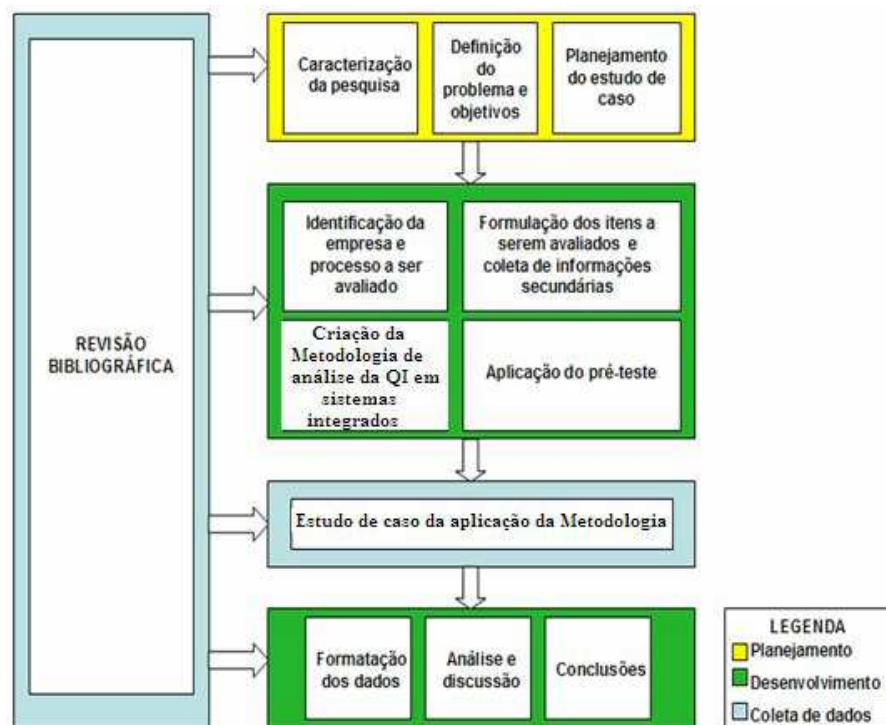 REVISÃO
BIBLIOGRÁFICA
Caracterização
da pesquisa
Definição
do
problema e
objetivos
Planejamento
do estudo de
caso
Identificação da
empresa e
processo a ser
avaliado
Formulação dos itens a
serem avaliados e
coleta de informações
secundárias
Criação da
Metodologia de
análise da QI em
sistemas
integrados
Aplicação do pré-teste
Estudo de caso da aplicação da Metodologia
Formatação
dos dados
Análise e
discussão
Conclusões
LEGENDA
Planejamento
Desenvolvimento
Coleta de dados